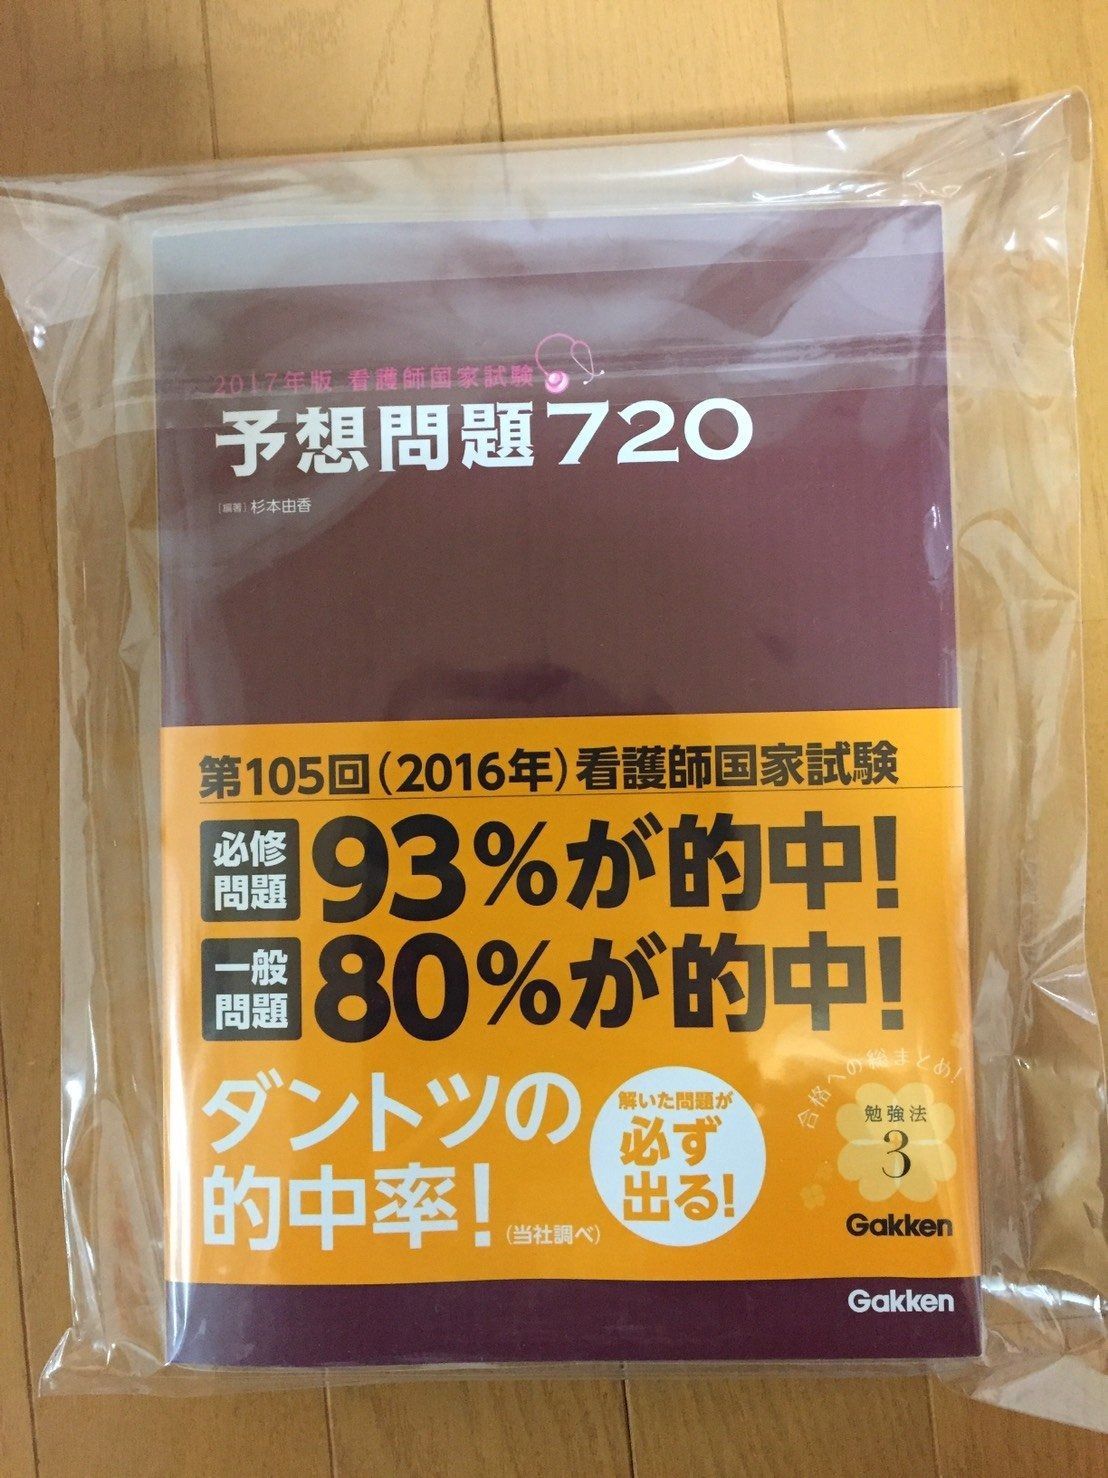 2017年版 看護師国家試験
予想問題720
[編著] 杉本由香
第105回(2016年)看護師国家試験
必修問題 93%が的中!
一般問題 80%が的中!
ダントツの
的中率!
(当社調べ)
解いた問題が
必ず
出る!
合格への総まとめ!
勉強法
3
Gakken
Gakken